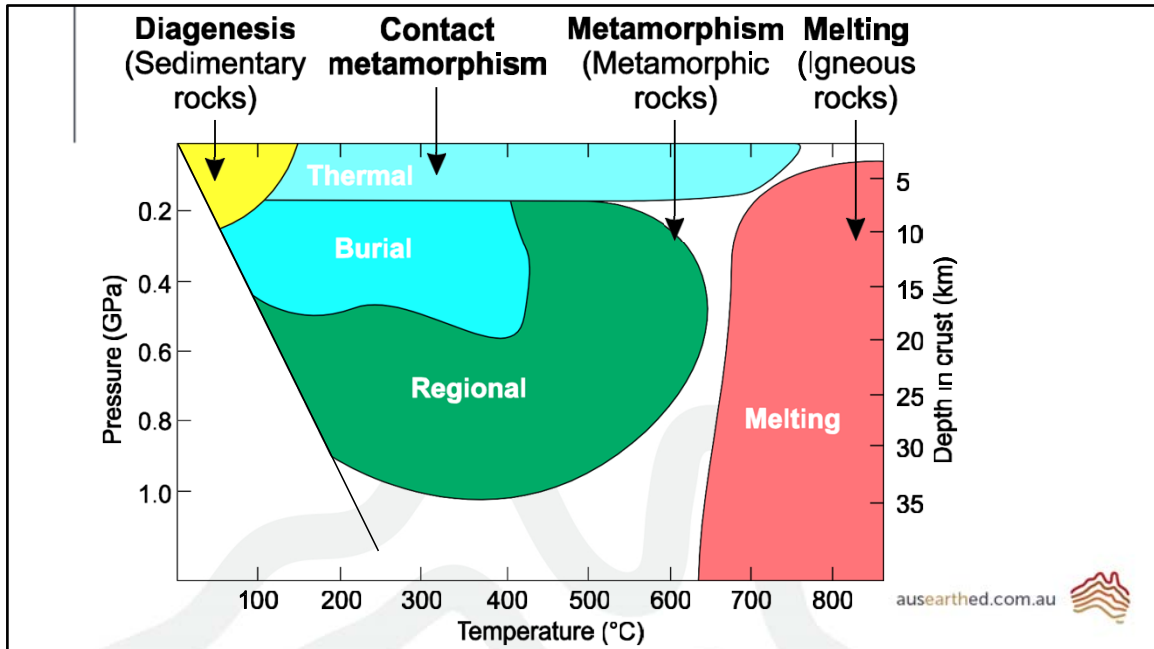 Diagenesis
(Sedimentary
rocks)
Contact
metamorphism
Metamorphism
(Metamorphic
rocks)
Melting
(Igneous
rocks)
Thermal
Burial
Regional
Melting
Pressure (GPa)
0.2
0.4
0.6
0.8
1.0
Depth in crust (km)
5
10
15
20
25
30
35
100 200 300 400 500 600 700 800
Temperature (°C)
ausearthed.com.au